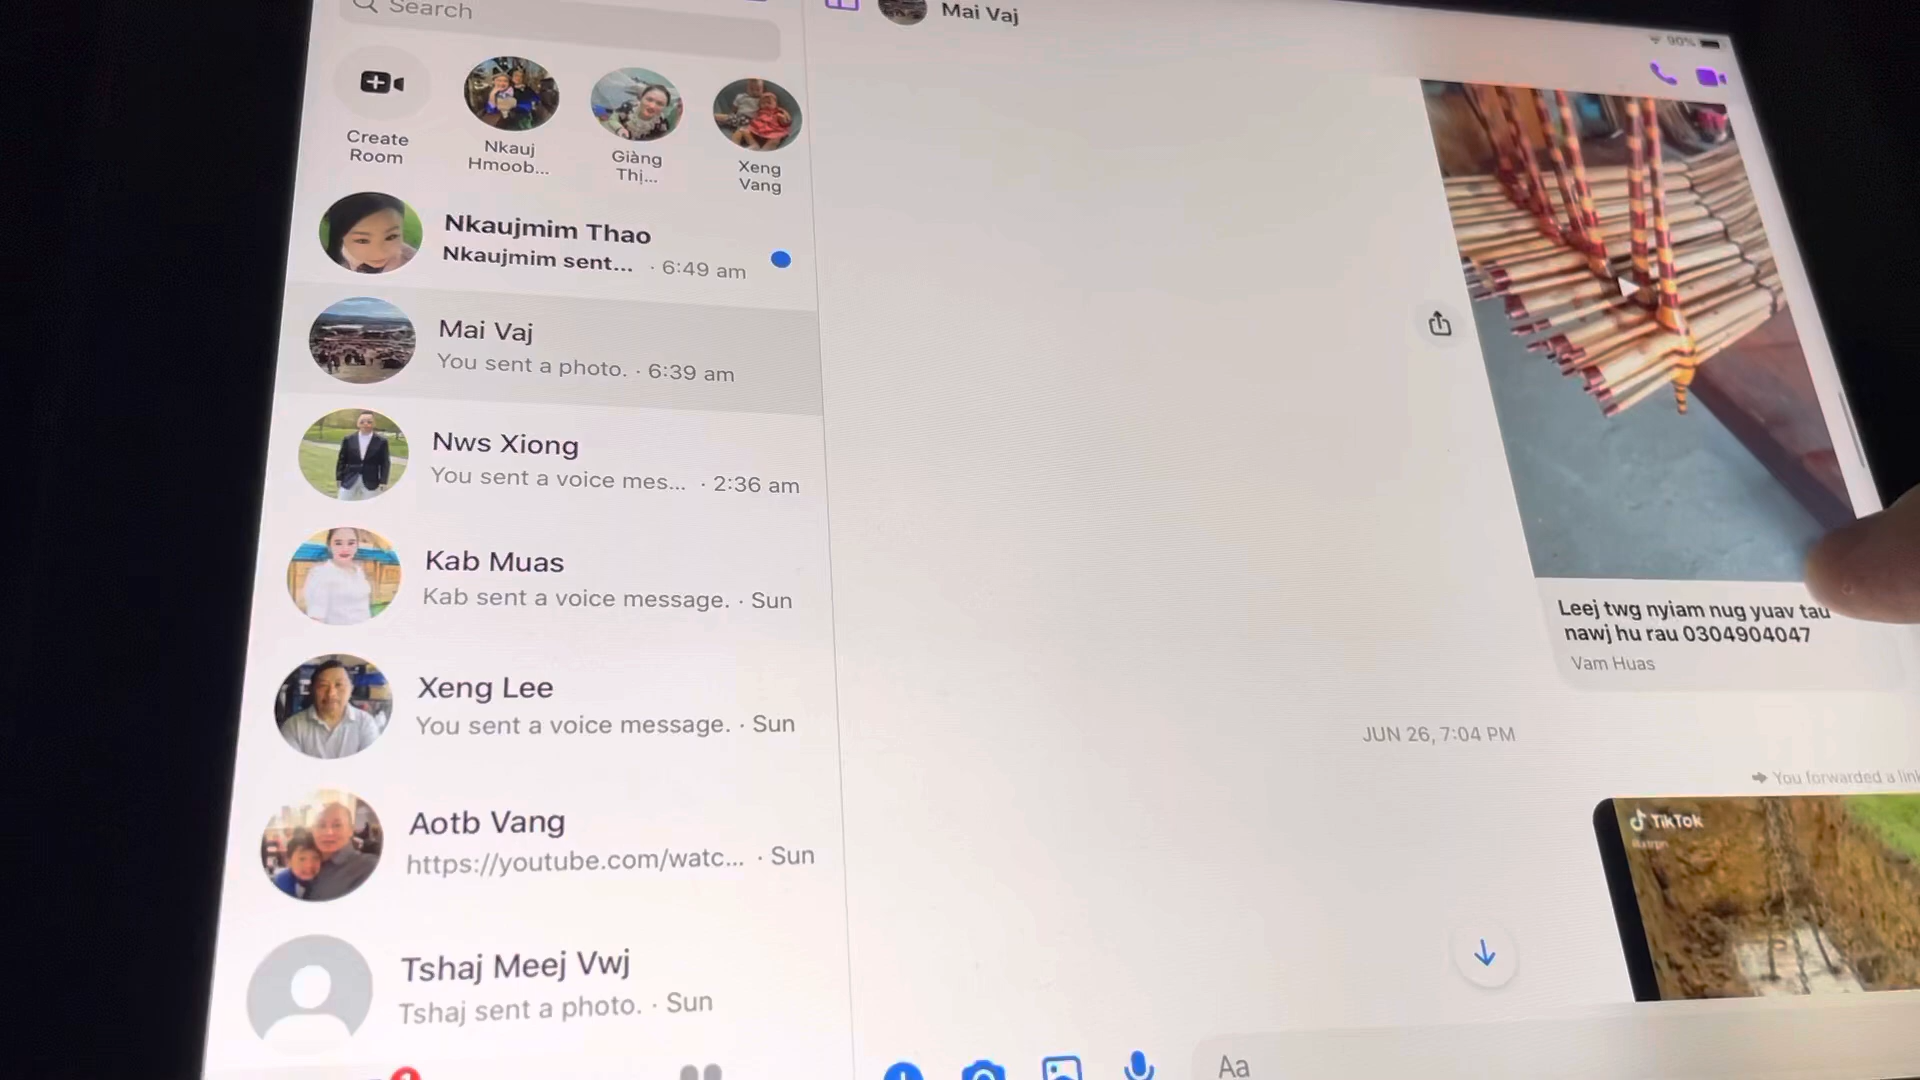 Search
Mai Vaj
90%
Create
Room
Nkauj
Hmoob...
Giàng
Thị...
Xeng
Vang
Nkaujmim Thao
Nkaujmim sent... · 6:49 am
Mai Vaj
You sent a photo. · 6:39 am
Nws Xiong
You sent a voice mes... · 2:36 am
Kab Muas
Kab sent a voice message. · Sun
Xeng Lee
You sent a voice message. · Sun
Aotb Vang
https://youtube.com/watc... · Sun
Tshaj Meej Vwj
Tshaj sent a photo. · Sun
Leej twg nyiam nug yuav tau
nawj hu rau 0304904047
Vam Huas
JUN 26, 7:04 PM
You forwarded a link
TikTok
Aa